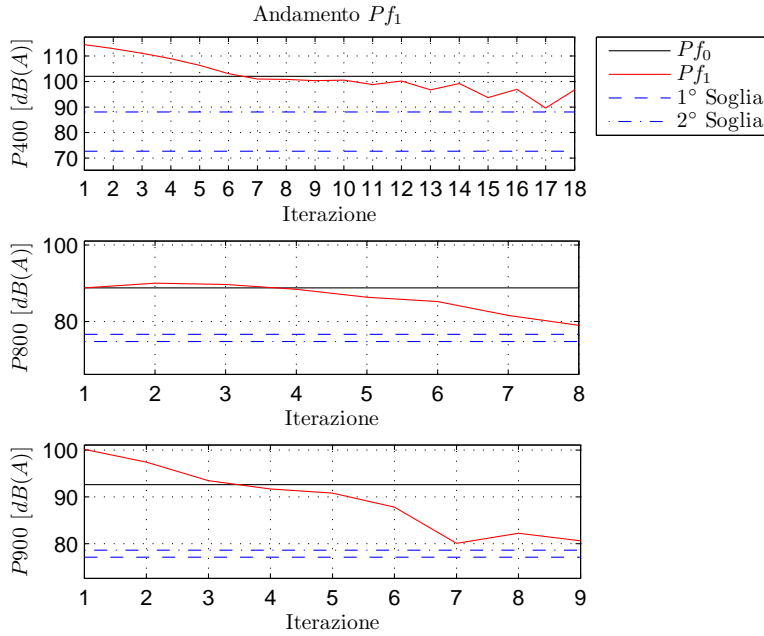 Andamento Pf₁
P400 [dB(A)]
110
100
90
80
70
1 2 3 4 5 6 7 8 9 10 11 12 13 14 15 16 17 18
Iterazione
Pf₀
Pf₁
1° Soglia
2° Soglia
P800 [dB(A)]
100
80
1 2 3 4 5 6 7 8
Iterazione
P900 [dB(A)]
100
90
80
1 2 3 4 5 6 7 8 9
Iterazione